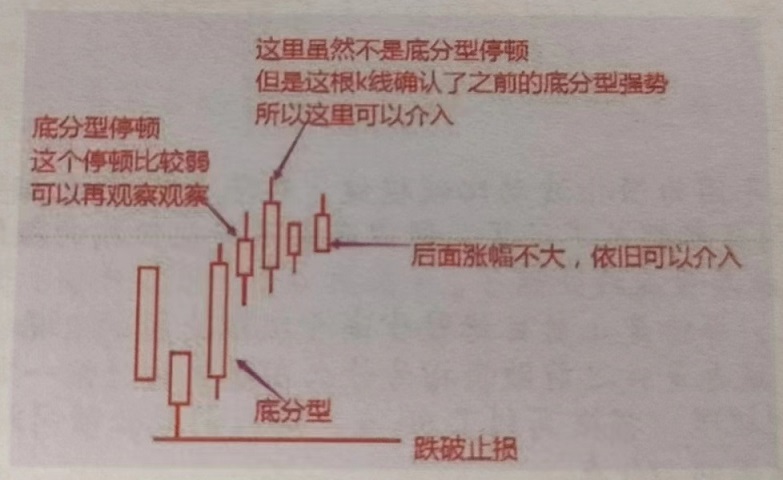 这里虽然不是底分型停顿
但是这根k线确认了之前的底分型强势
所以这里可以介入
底分型停顿
这个停顿比较弱
可以再观察观察
后面涨幅不大，依旧可以介入
底分型
跌破止损